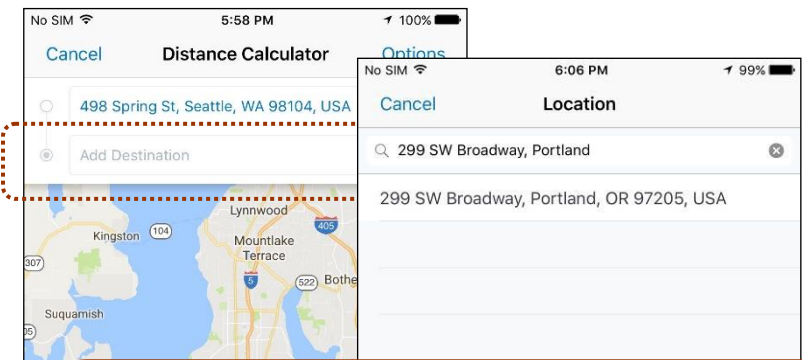 No SIM 5:58 PM 100%
Cancel Distance Calculator Options
498 Spring St, Seattle, WA 98104, USA
Add Destination
Lynnwood
405
Kingston 104
Mountlake
Terrace
307
5 522 Bothe
Suquamish
05
No SIM 6:06 PM 99%
Cancel Location
299 SW Broadway, Portland
299 SW Broadway, Portland, OR 97205, USA